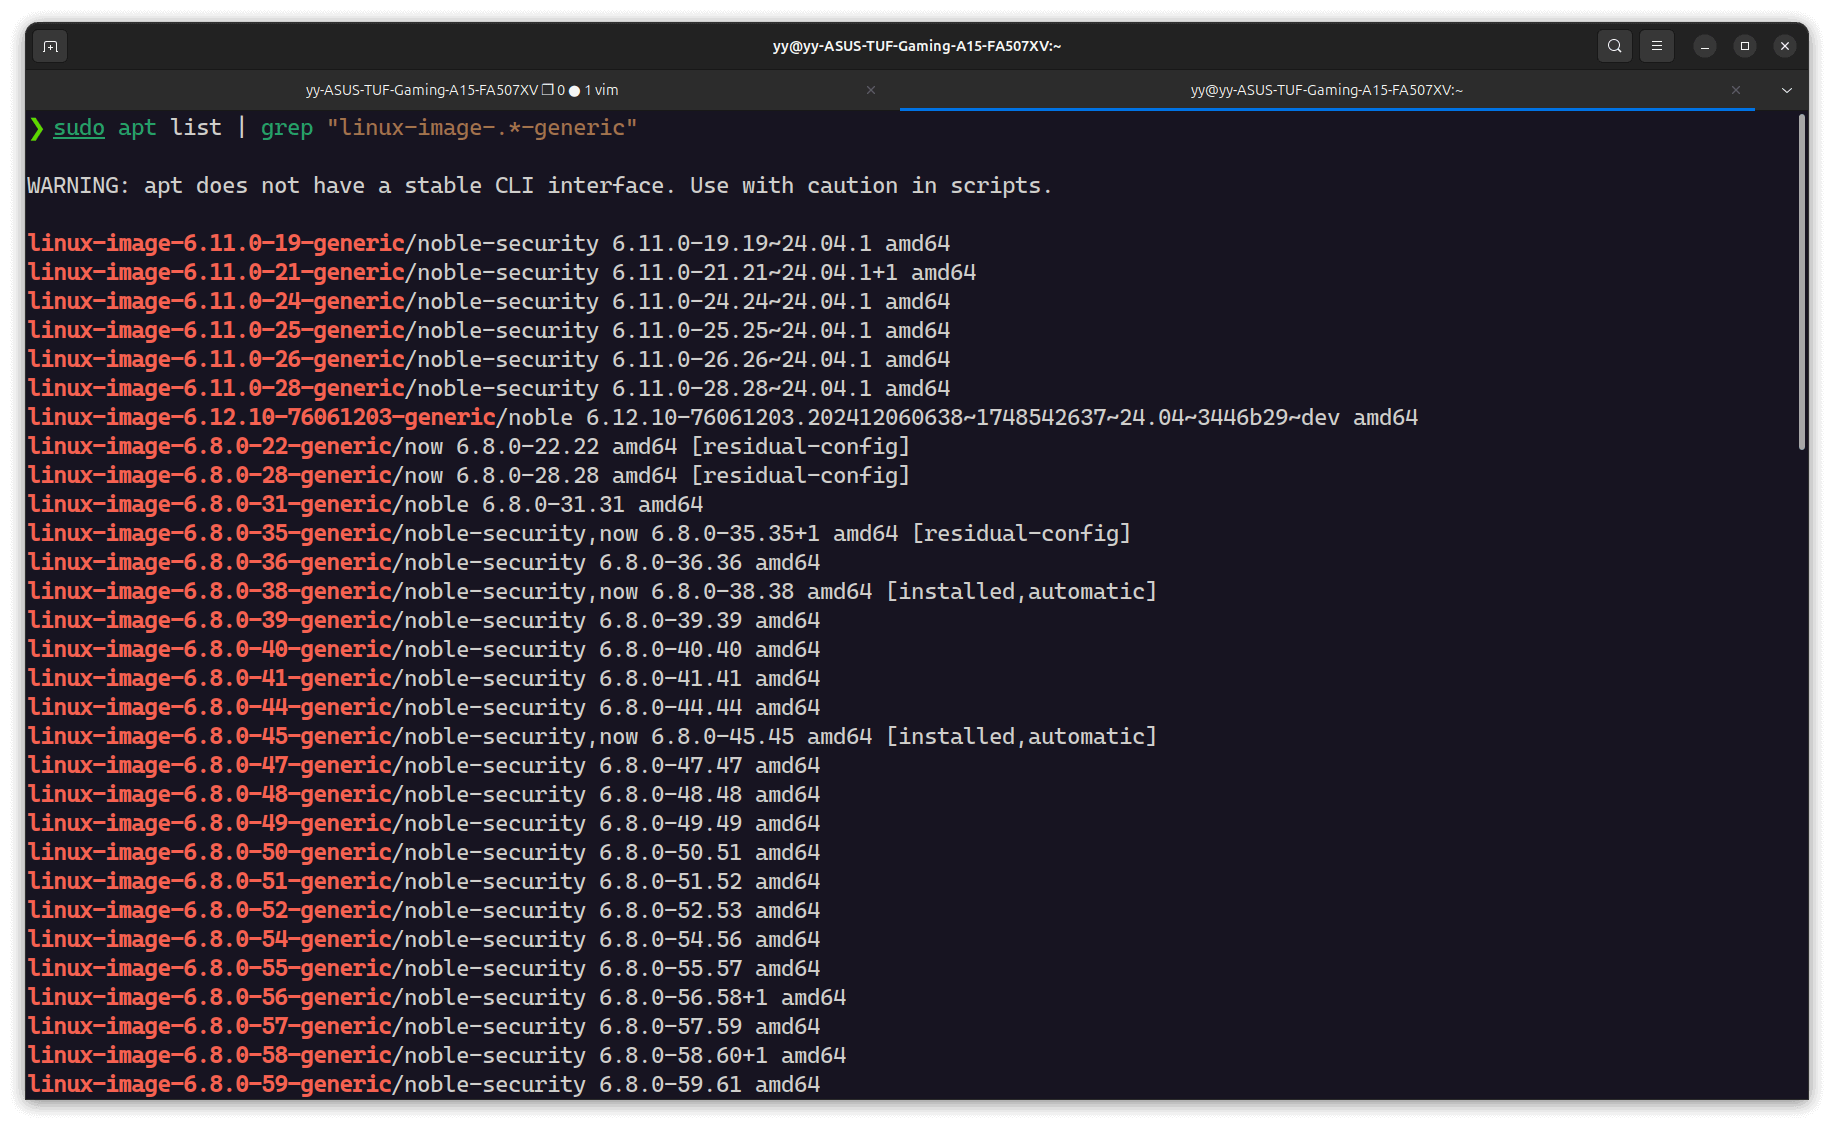 yy@yy-ASUS-TUF-Gaming-A15-FA507XV:~
yy-ASUS-TUF-Gaming-A15-FA507XV ❐ 0 ● 1 vim
yy@yy-ASUS-TUF-Gaming-A15-FA507XV:~
❯ sudo apt list | grep "linux-image-.*-generic"
WARNING: apt does not have a stable CLI interface. Use with caution in scripts.
linux-image-6.11.0-19-generic/noble-security 6.11.0-19.19~24.04.1 amd64
linux-image-6.11.0-21-generic/noble-security 6.11.0-21.21~24.04.1+1 amd64
linux-image-6.11.0-24-generic/noble-security 6.11.0-24.24~24.04.1 amd64
linux-image-6.11.0-25-generic/noble-security 6.11.0-25.25~24.04.1 amd64
linux-image-6.11.0-26-generic/noble-security 6.11.0-26.26~24.04.1 amd64
linux-image-6.11.0-28-generic/noble-security 6.11.0-28.28~24.04.1 amd64
linux-image-6.12.10-76061203-generic/noble 6.12.10-76061203.202412060638~1748542637~24.04~3446b29~dev amd64
linux-image-6.8.0-22-generic/now 6.8.0-22.22 amd64 [residual-config]
linux-image-6.8.0-28-generic/now 6.8.0-28.28 amd64 [residual-config]
linux-image-6.8.0-31-generic/noble 6.8.0-31.31 amd64
linux-image-6.8.0-35-generic/noble-security,now 6.8.0-35.35+1 amd64 [residual-config]
linux-image-6.8.0-36-generic/noble-security 6.8.0-36.36 amd64
linux-image-6.8.0-38-generic/noble-security,now 6.8.0-38.38 amd64 [installed,automatic]
linux-image-6.8.0-39-generic/noble-security 6.8.0-39.39 amd64
linux-image-6.8.0-40-generic/noble-security 6.8.0-40.40 amd64
linux-image-6.8.0-41-generic/noble-security 6.8.0-41.41 amd64
linux-image-6.8.0-44-generic/noble-security 6.8.0-44.44 amd64
linux-image-6.8.0-45-generic/noble-security,now 6.8.0-45.45 amd64 [installed,automatic]
linux-image-6.8.0-47-generic/noble-security 6.8.0-47.47 amd64
linux-image-6.8.0-48-generic/noble-security 6.8.0-48.48 amd64
linux-image-6.8.0-49-generic/noble-security 6.8.0-49.49 amd64
linux-image-6.8.0-50-generic/noble-security 6.8.0-50.51 amd64
linux-image-6.8.0-51-generic/noble-security 6.8.0-51.52 amd64
linux-image-6.8.0-52-generic/noble-security 6.8.0-52.53 amd64
linux-image-6.8.0-54-generic/noble-security 6.8.0-54.56 amd64
linux-image-6.8.0-55-generic/noble-security 6.8.0-55.57 amd64
linux-image-6.8.0-56-generic/noble-security 6.8.0-56.58+1 amd64
linux-image-6.8.0-57-generic/noble-security 6.8.0-57.59 amd64
linux-image-6.8.0-58-generic/noble-security 6.8.0-58.60+1 amd64
linux-image-6.8.0-59-generic/noble-security 6.8.0-59.61 amd64